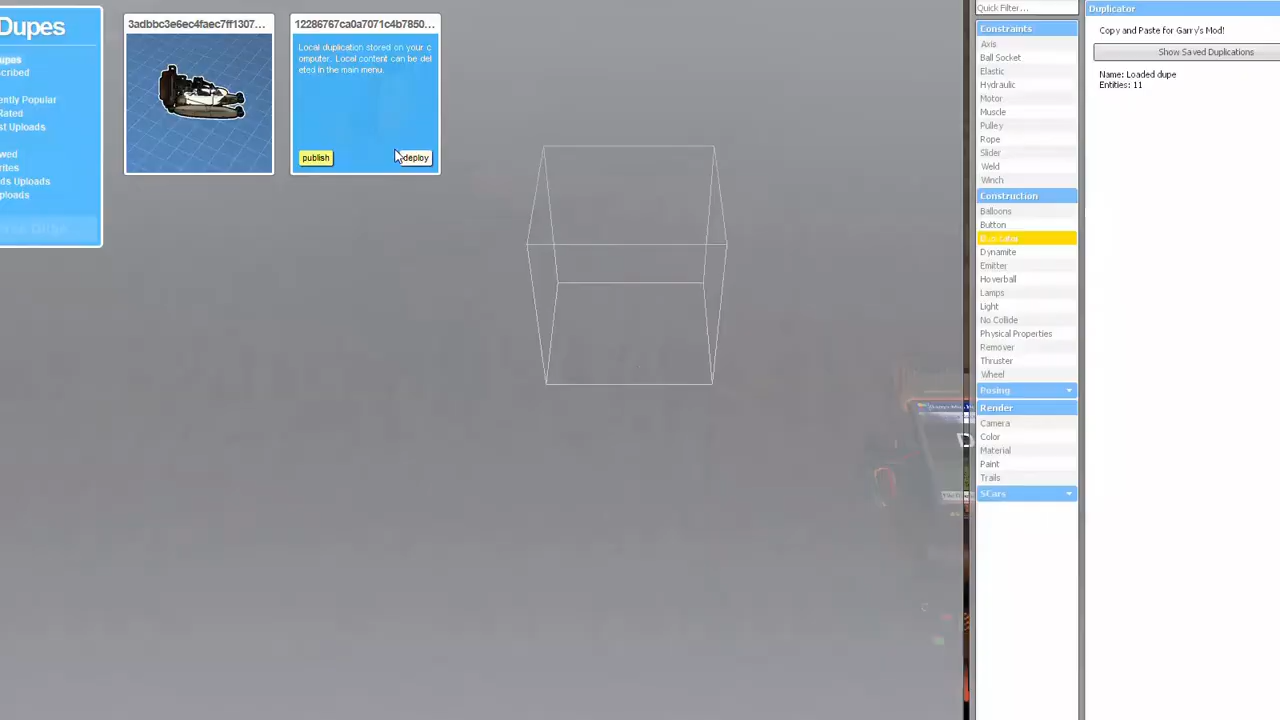 Dupes
upes
scribed
ently Popular
Rated
st Uploads
wed
rites
ds Uploads
ploads
3adbbc3e6ec4faec7ff1307...
12286767ca0a7071c4b7850...
Local duplication stored on your c
omputer. Local content can be del
eted in the main menu.
publish
deploy
Quick Filter...
Constraints
Axis
Ball Socket
Elastic
Hydraulic
Motor
Muscle
Pulley
Rope
Slider
Weld
Winch
Construction
Balloons
Button
Duplicator
Dynamite
Emitter
Hoverball
Lamps
Light
No Collide
Physical Properties
Remover
Thruster
Wheel
Posing
Render
Camera
Color
Material
Paint
Trails
SCars
Duplicator
Copy and Paste for Garry's Mod!
Show Saved Duplications
Name: Loaded dupe
Entities: 11